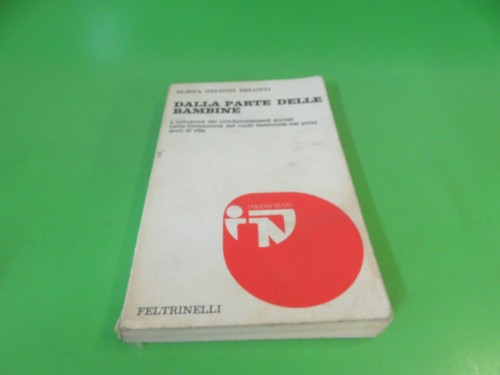 ELENA GIANINI BELOTTI
DALLA PARTE DELLE
BAMBINE
L'influenza dei condizionamenti sociali
nella formazione del ruolo femminile nei primi
anni di vita
I NUOVI TESTI
FELTRINELLI